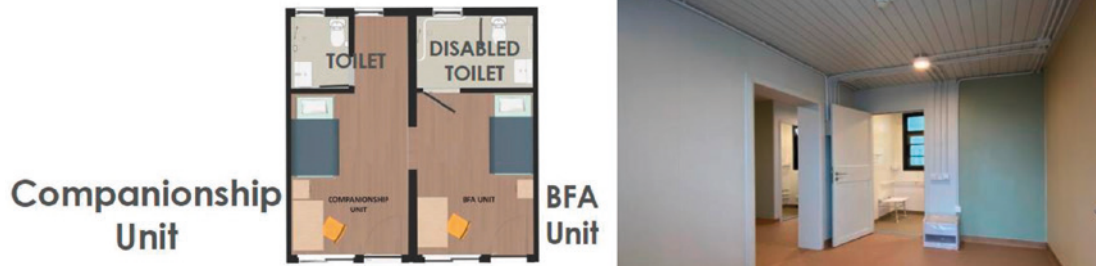 Companionship
Unit
TOILET
DISABLED
TOILET
COMPANIONSHIP
UNIT
BFA UNIT
BFA
Unit